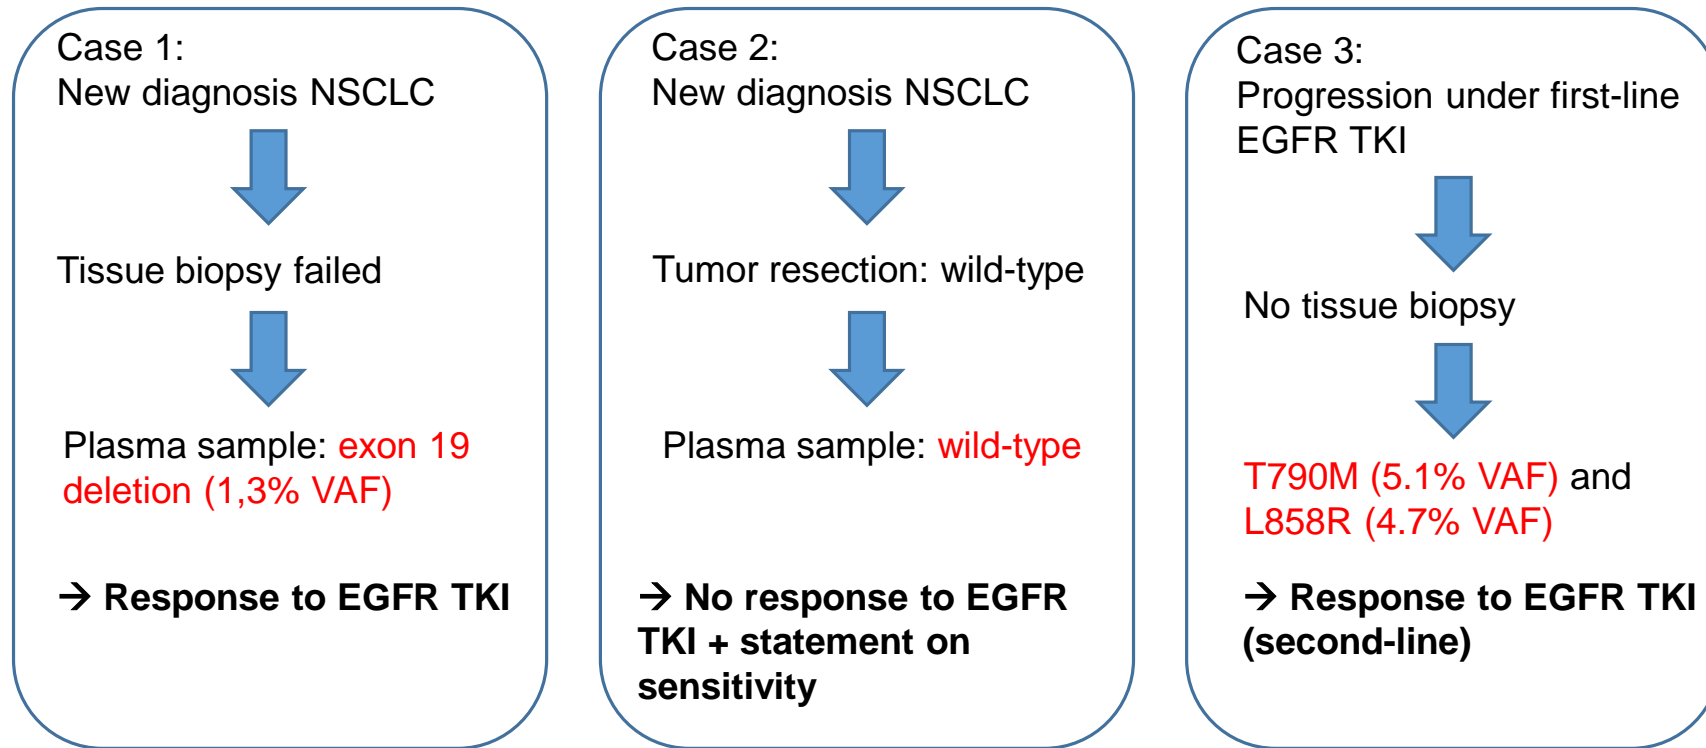 Case 1:
New diagnosis NSCLC
Tissue biopsy failed
Plasma sample: exon 19
deletion (1,3% VAF)
→ Response to EGFR TKI
Case 2:
New diagnosis NSCLC
Tumor resection: wild-type
Plasma sample: wild-type
→ No response to EGFR
TKI + statement on
sensitivity
Case 3:
Progression under first-line
EGFR TKI
No tissue biopsy
T790M (5.1% VAF) and
L858R (4.7% VAF)
→ Response to EGFR TKI
(second-line)